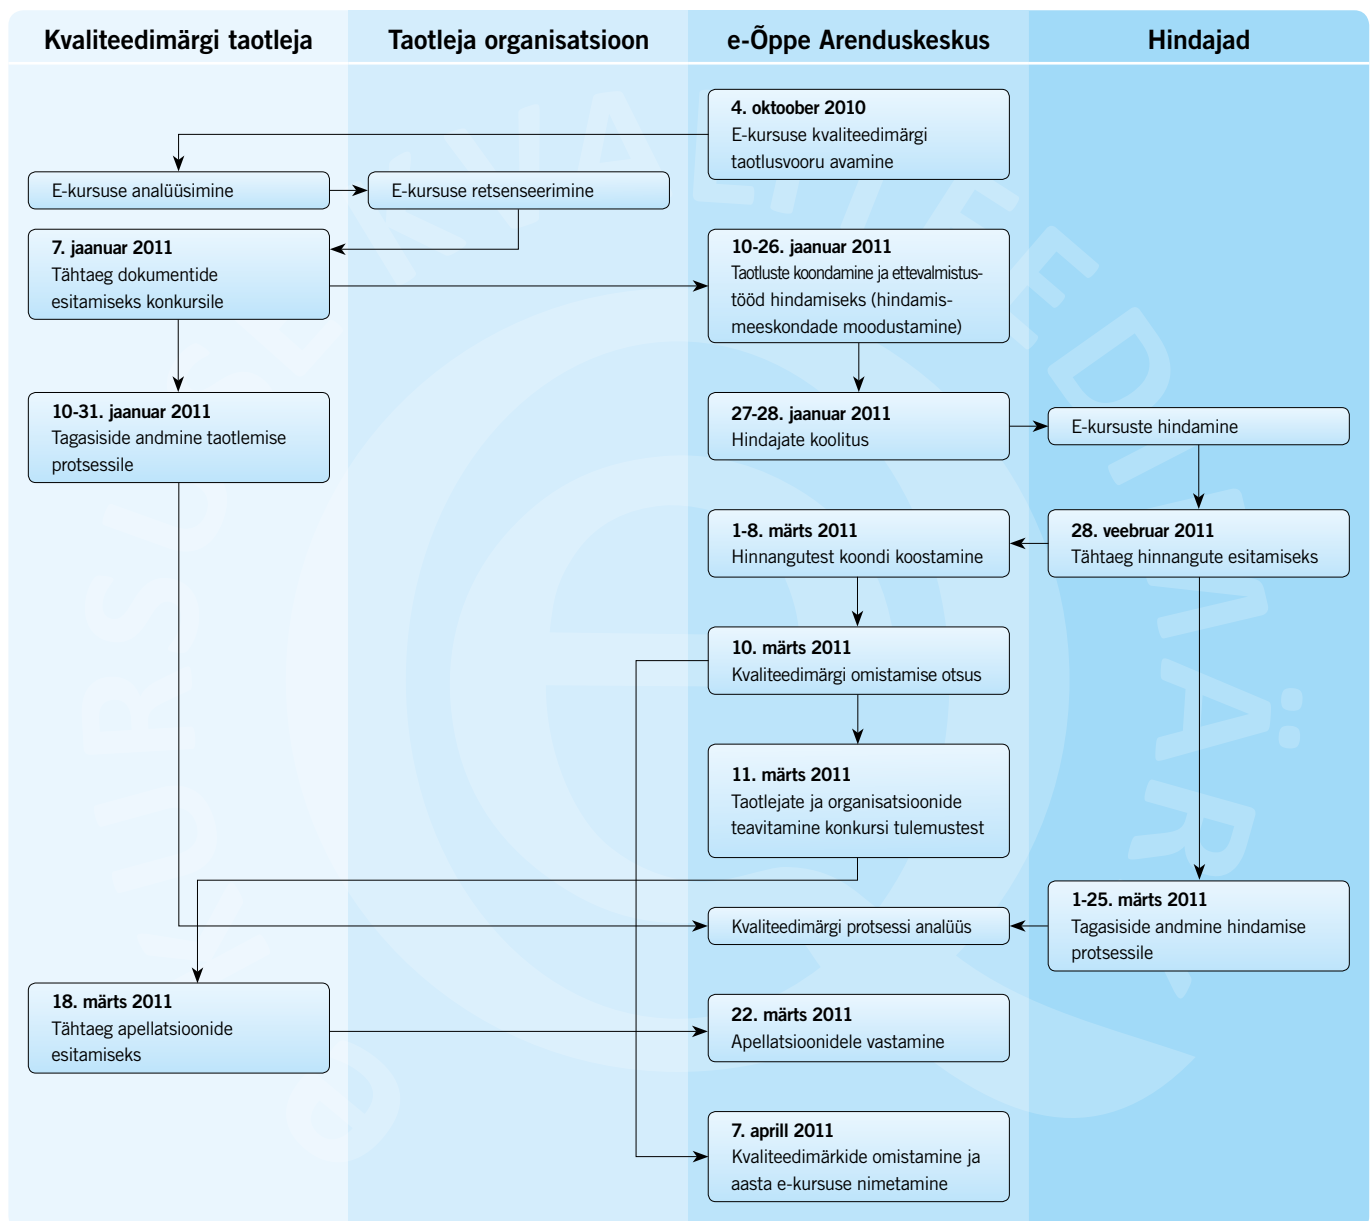 Kvaliteedimärgi taotleja
Taotleja organisatsioon
e-Õppe Arenduskeskus
Hindajad
4. oktoober 2010
E-kursuse kvaliteedimärgi
taotlusvooru avamine
E-kursuse analüüsimine
E-kursuse retsenseerimine
7. jaanuar 2011
Tähtaeg dokumentide
esitamiseks konkursile
10-26. jaanuar 2011
Taotluste koondamine ja ettevalmistus-
tööd hindamiseks (hindamis-
meeskondade moodustamine)
10-31. jaanuar 2011
Tagasiside andmine taotlemise
protsessile
27-28. jaanuar 2011
Hindajate koolitus
E-kursuste hindamine
1-8. märts 2011
Hinnangutest koondi koostamine
28. veebruar 2011
Tähtaeg hinnangute esitamiseks
10. märts 2011
Kvaliteedimärgi omistamise otsus
11. märts 2011
Taotlejate ja organisatsioonide
teavitamine konkursi tulemustest
Kvaliteedimärgi protsessi analüüs
1-25. märts 2011
Tagasiside andmine hindamise
protsessile
18. märts 2011
Tähtaeg apellatsioonide
esitamiseks
22. märts 2011
Apellatsioonidele vastamine
7. aprill 2011
Kvaliteedimärkide omistamine ja
aasta e-kursuse nimetamine